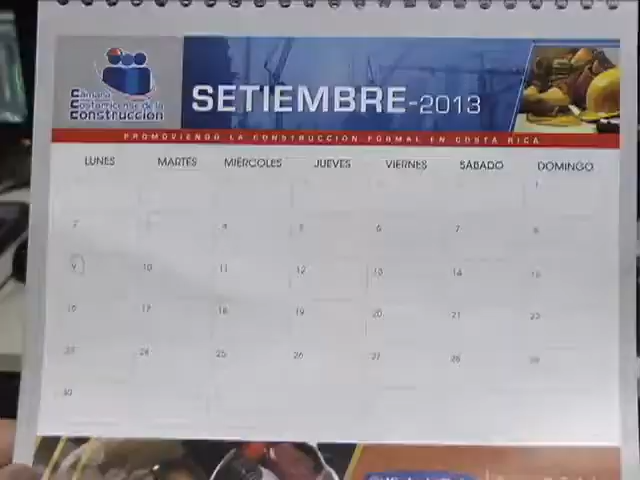 Cámara
Costarricense de la
Construcción
SETIEMBRE-2013
PROMOVIENDO LA CONSTRUCCIÓN FORMAL EN COSTA RICA
LUNES MARTES MIÉRCOLES JUEVES VIERNES SÁBADO DOMINGO
1
2 3 4 5 6 7 8
9 10 11 12 13 14 15
16 17 18 19 20 21 22
23 24 25 26 27 28 29
30